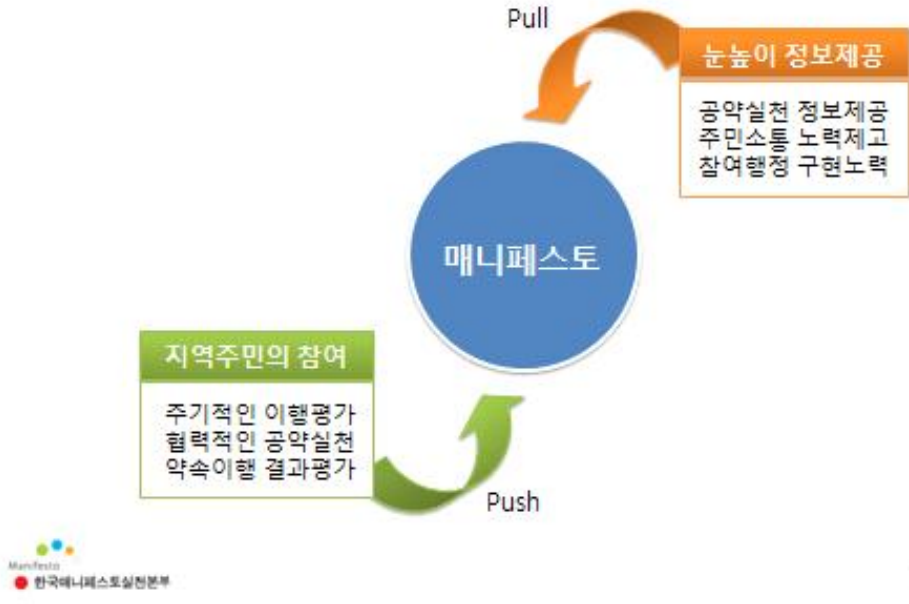 Pull
눈높이 정보제공
공약실천 정보제공
주민소통 노력제고
참여행정 구현노력
매니페스토
지역주민의 참여
주기적인 이행평가
협력적인 공약실천
약속이행 결과평가
Push
Manifesto
한국매니페스토실천본부